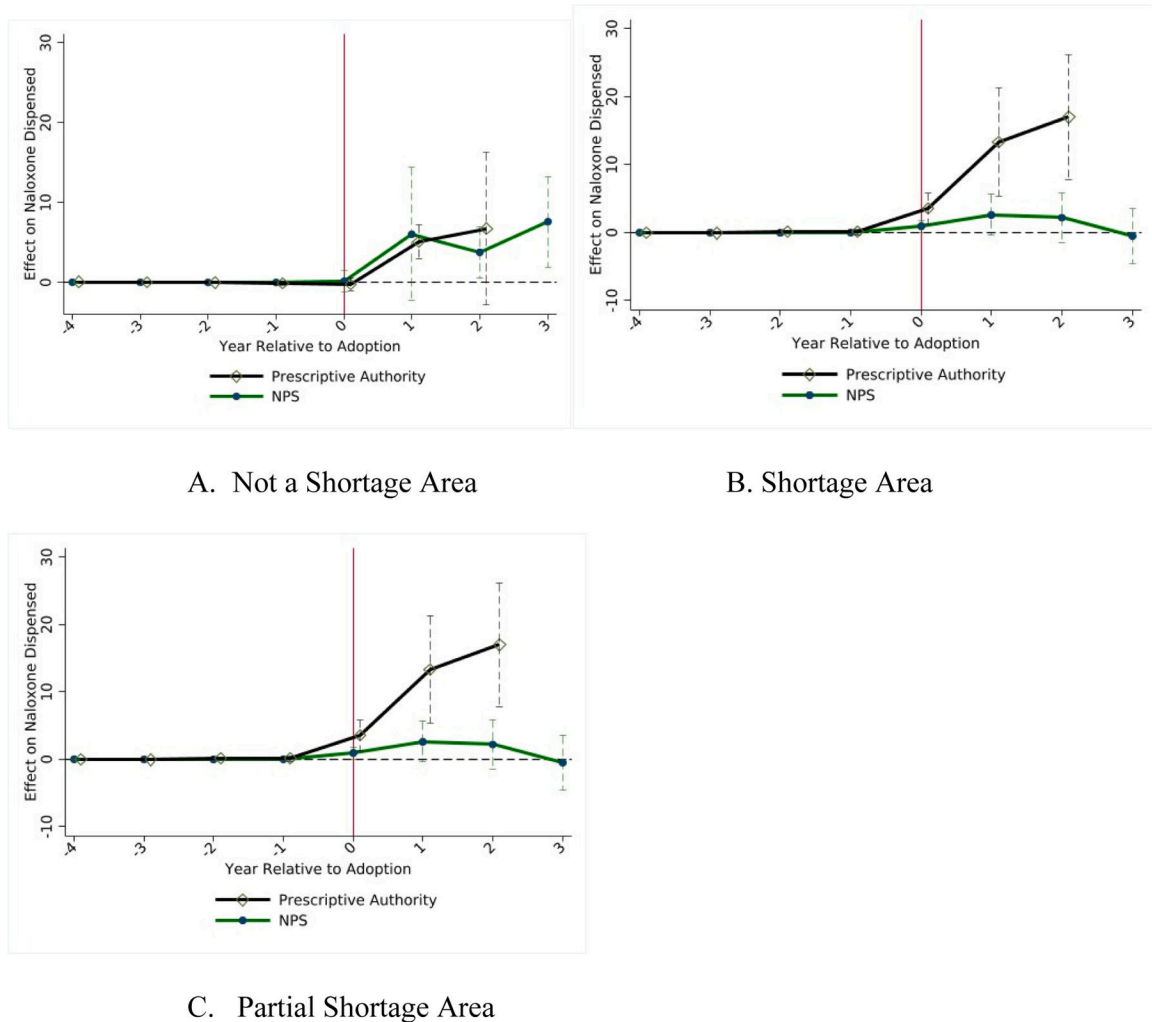 Effect on Naloxone Dispensed
30
20
10
0
-4 -3 -2 -1 0 1 2 3
Year Relative to Adoption
Prescriptive Authority
NPS
A. Not a Shortage Area
Effect on Naloxone Dispensed
30
20
10
0
-10
-4 -3 -2 -1 0 1 2 3
Year Relative to Adoption
Prescriptive Authority
NPS
B. Shortage Area
Effect on Naloxone Dispensed
30
20
10
0
-10
-4 -3 -2 -1 0 1 2 3
Year Relative to Adoption
Prescriptive Authority
NPS
C. Partial Shortage Area